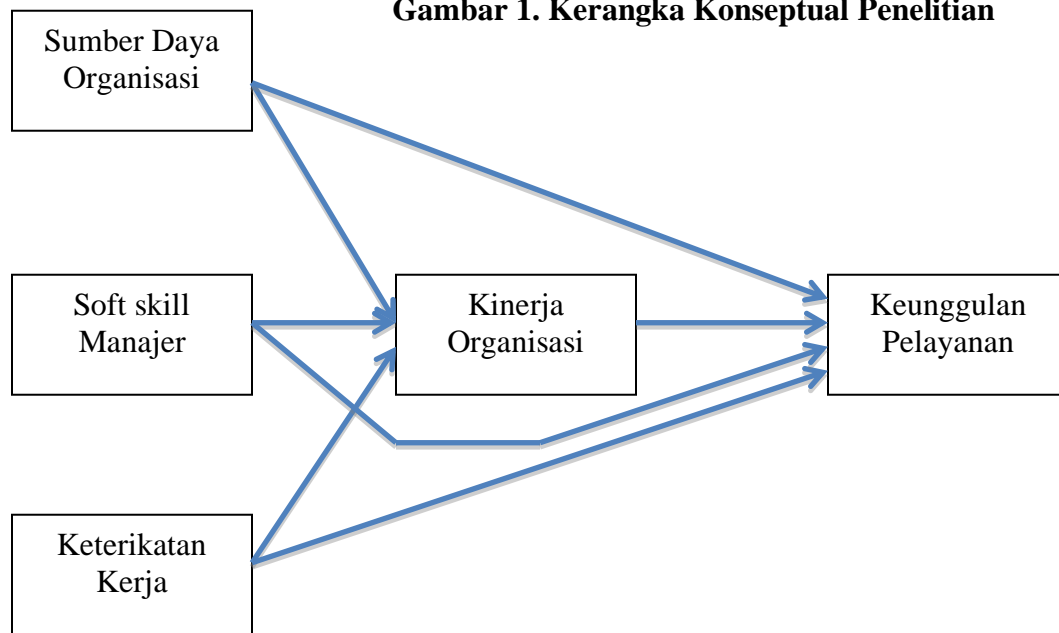 Gambar 1. Kerangka Konseptual Penelitian
Sumber Daya
Organisasi
Soft skill
Manajer
Kinerja
Organisasi
Keunggulan
Pelayanan
Keterikatan
Kerja